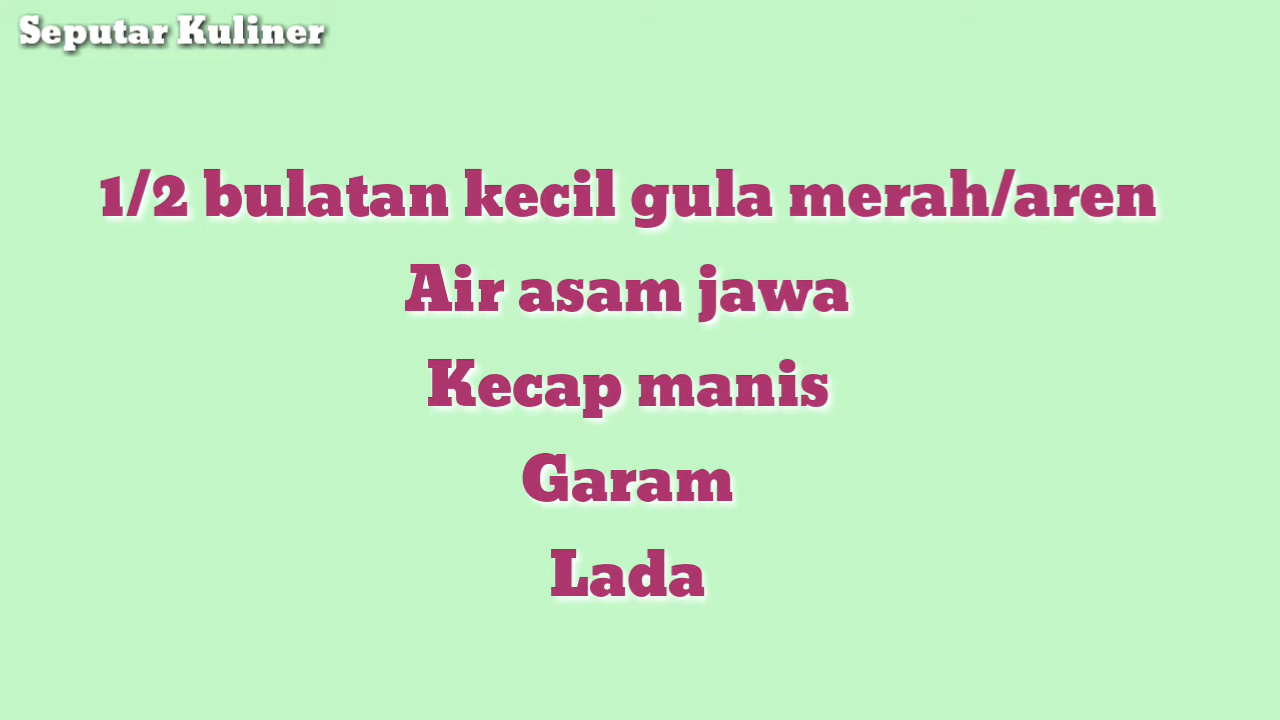 Seputar Kuliner
1/2 bulatan kecil gula merah/aren
Air asam jawa
Kecap manis
Garam
Lada